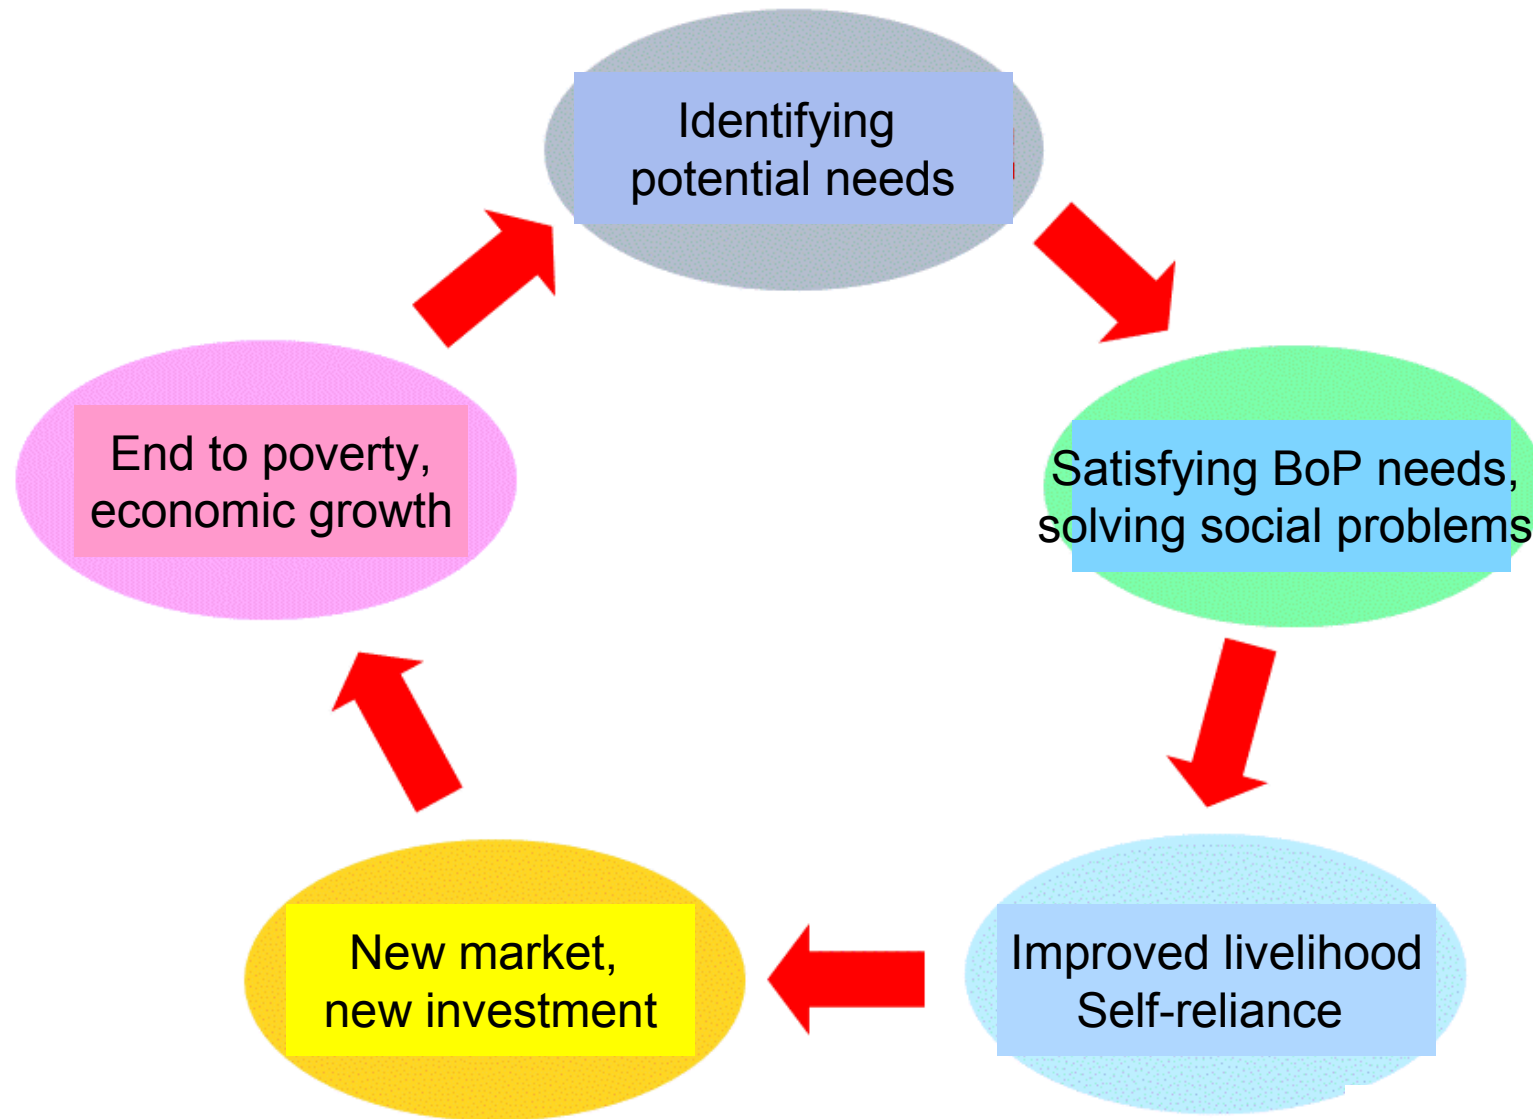 Identifying
potential needs
Satisfying BoP needs,
solving social problems
Improved livelihood
Self-reliance
New market,
new investment
End to poverty,
economic growth